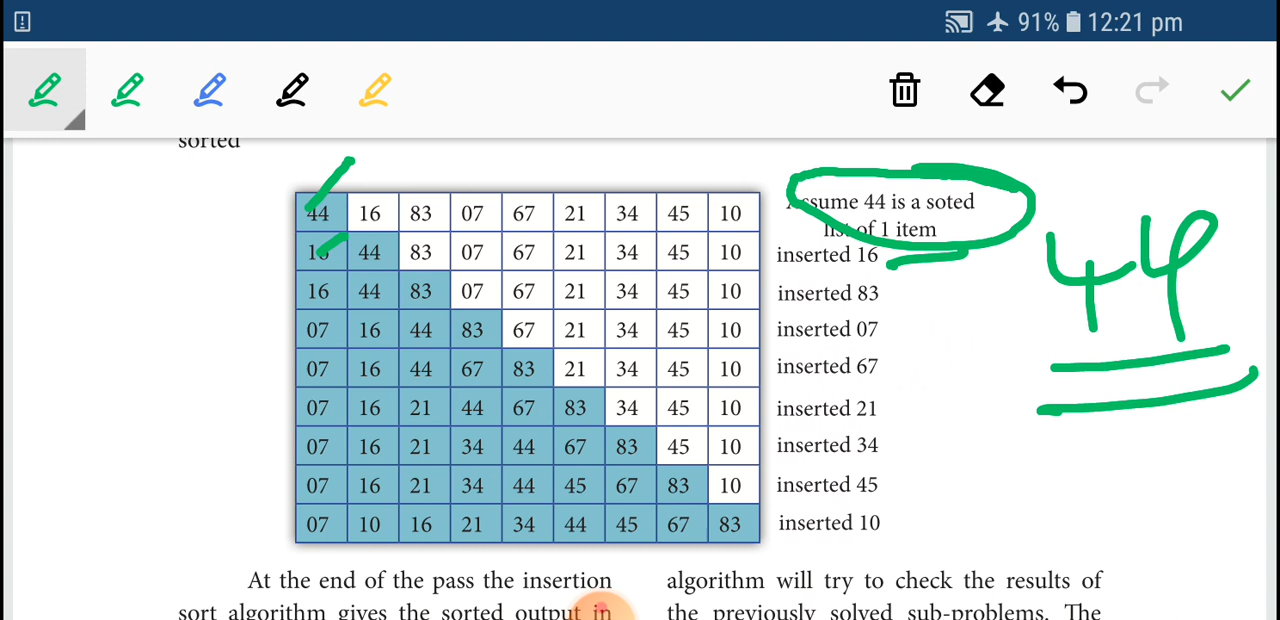 91% 12:21 pm
sorted
44 16 83 07 67 21 34 45 10
Assume 44 is a soted
list of 1 item
16 44 83 07 67 21 34 45 10
inserted 16
16 44 83 07 67 21 34 45 10
inserted 83
07 16 44 83 67 21 34 45 10
inserted 07
07 16 44 67 83 21 34 45 10
inserted 67
07 16 21 44 67 83 34 45 10
inserted 21
07 16 21 34 44 67 83 45 10
inserted 34
07 16 21 34 44 45 67 83 10
inserted 45
07 10 16 21 34 44 45 67 83
inserted 10
44
At the end of the pass the insertion
sort algorithm gives the sorted output in
algorithm will try to check the results of
the previously solved sub-problems. The